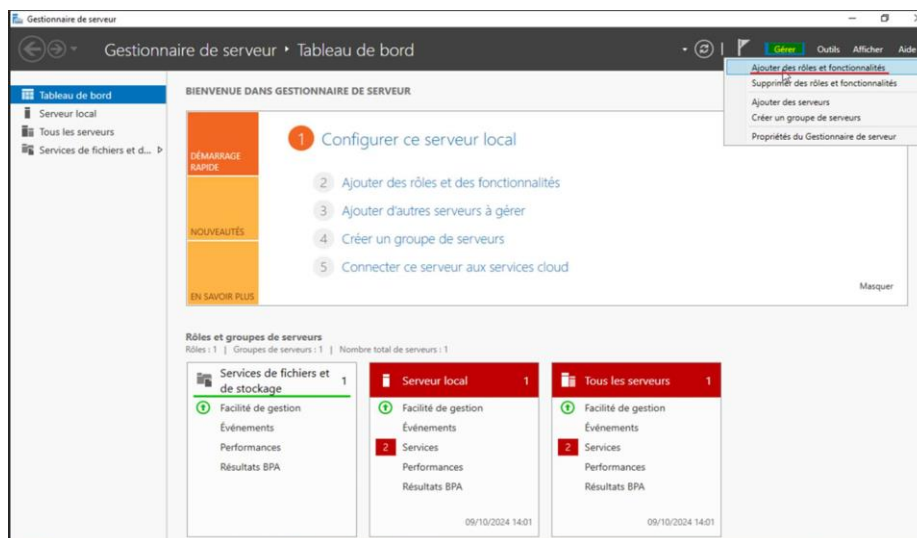 Gestionnaire de serveur
Gestionnaire de serveur • Tableau de bord
Gérer Outils Afficher Aide
Ajouter des rôles et fonctionnalités
Supprimer des rôles et fonctionnalités
Ajouter des serveurs
Créer un groupe de serveurs
Propriétés du Gestionnaire de serveur
Tableau de bord
Serveur local
Tous les serveurs
Services de fichiers et d...
BIENVENUE DANS GESTIONNAIRE DE SERVEUR
DÉMARRAGE
RAPIDE
NOUVEAUTÉS
EN SAVOIR PLUS
1 Configurer ce serveur local
2 Ajouter des rôles et des fonctionnalités
3 Ajouter d'autres serveurs à gérer
4 Créer un groupe de serveurs
5 Connecter ce serveur aux services cloud
Masquer
Rôles et groupes de serveurs
Rôles : 1 | Groupes de serveurs : 1 | Nombre total de serveurs : 1
Services de fichiers et
de stockage
1
Facilité de gestion
Événements
Performances
Résultats BPA
Serveur local 1
Facilité de gestion
Événements
2 Services
Performances
Résultats BPA
09/10/2024 14:01
Tous les serveurs 1
Facilité de gestion
Événements
2 Services
Performances
Résultats BPA
09/10/2024 14:01